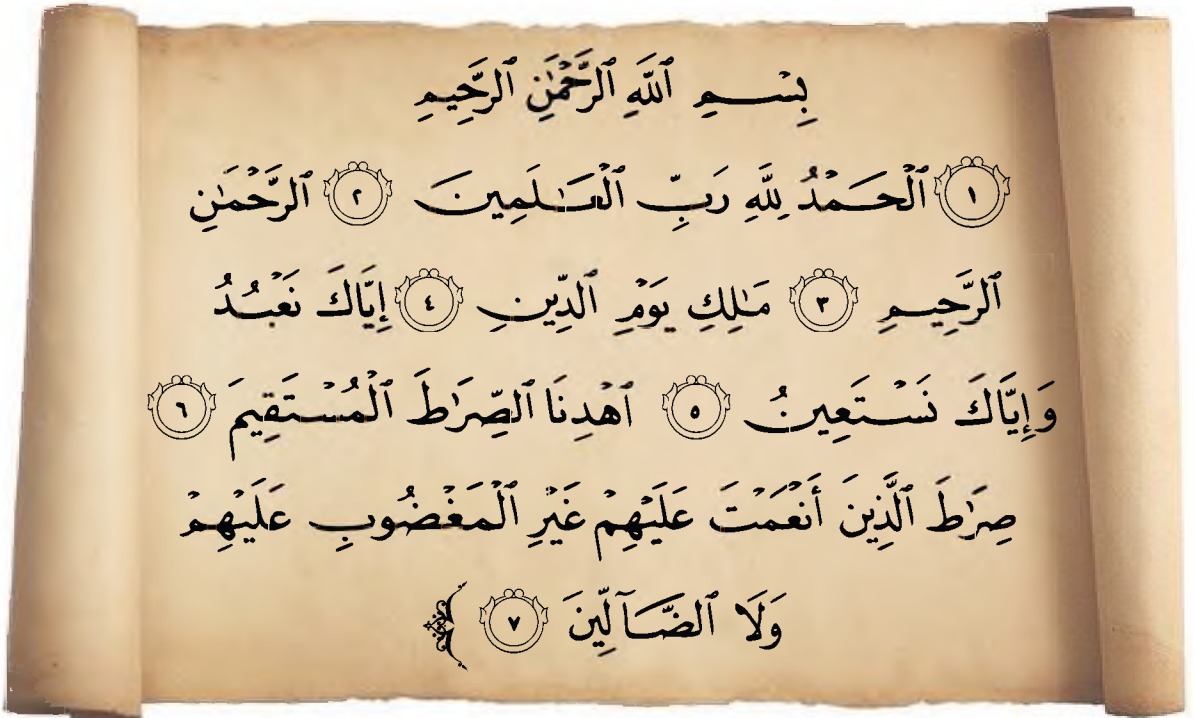 بِسْمِ ٱللَّهِ ٱلرَّحْمَٰنِ ٱلرَّحِيمِ
١ ٱلْحَمْدُ لِلَّهِ رَبِّ ٱلْعَٰلَمِينَ ٢ ٱلرَّحْمَٰنِ
ٱلرَّحِيمِ ٣ مَٰلِكِ يَوْمِ ٱلدِّينِ ٤ إِيَّاكَ نَعْبُدُ
وَإِيَّاكَ نَسْتَعِينُ ٥ ٱهْدِنَا ٱلصِّرَٰطَ ٱلْمُسْتَقِيمَ ٦
صِرَٰطَ ٱلَّذِينَ أَنْعَمْتَ عَلَيْهِمْ غَيْرِ ٱلْمَغْضُوبِ عَلَيْهِمْ
وَلَا ٱلضَّآلِّينَ ٧